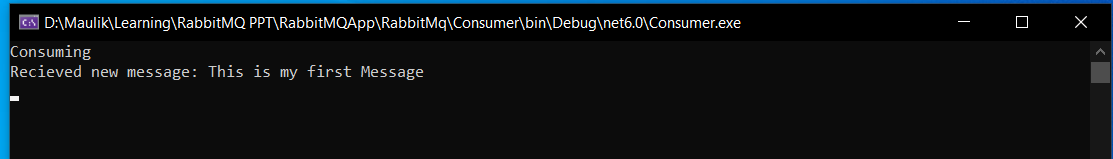 D:\Maulik\Learning\RabbitMQ PPT\RabbitMQApp\RabbitMq\Consumer\bin\Debug\net6.0\Consumer.exe
Consuming
Recieved new message: This is my first Message